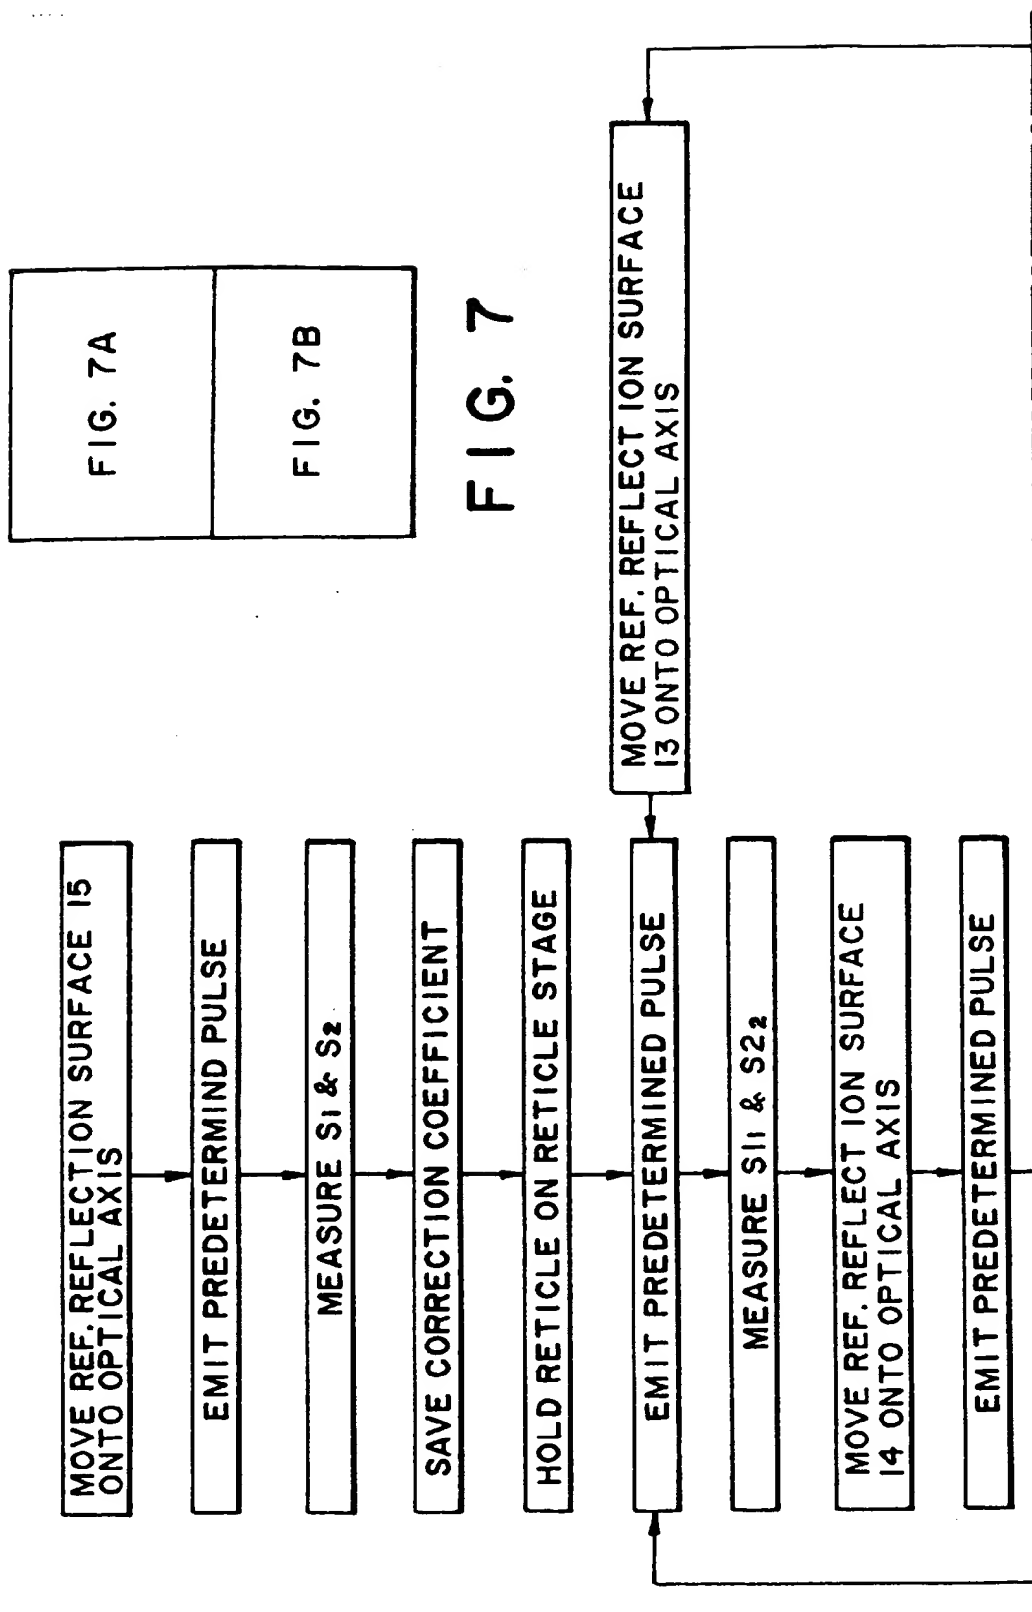 FIG. 7A
FIG. 7B
FIG. 7
MOVE REF. REFLECTION SURFACE 15
ONTO OPTICAL AXIS
EMIT PREDETERMIND PULSE
MEASURE S1 & S2
SAVE CORRECTION COEFFICIENT
HOLD RETICLE ON RETICLE STAGE
EMIT PREDETERMINED PULSE
MOVE REF. REFLECT ION SURFACE
13 ONTO OPTICAL AXIS
MEASURE S11 & S22
MOVE REF. REFLECT ION SURFACE
14 ONTO OPTICAL AXIS
EMIT PREDETERMINED PULSE